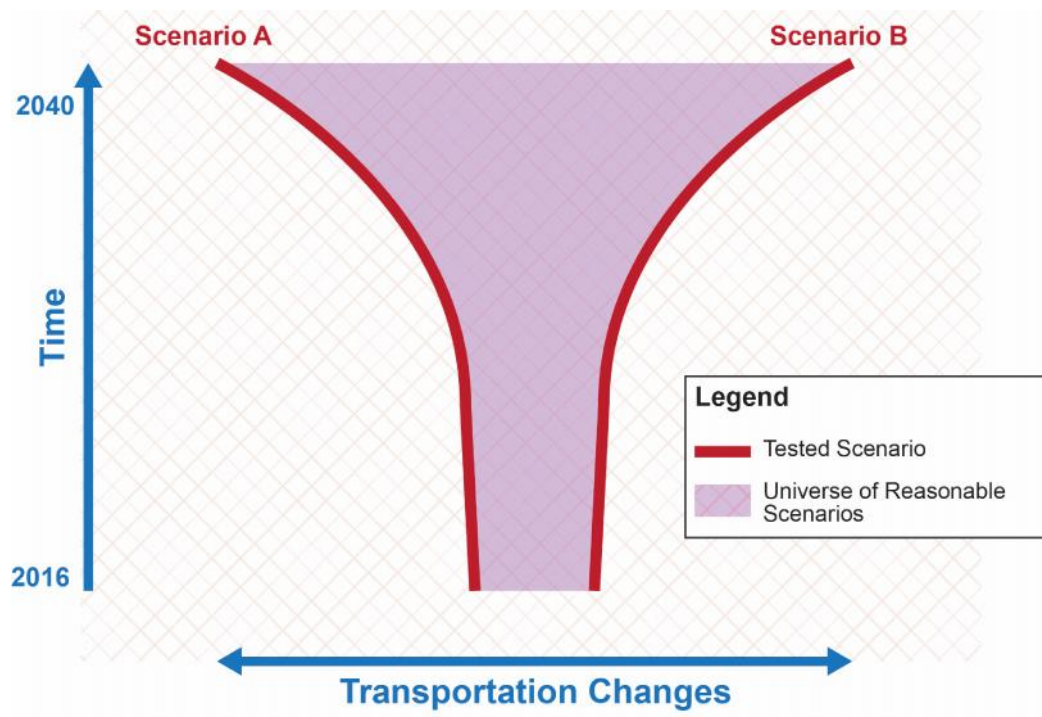 Scenario A
Scenario B
2040
Time
2016
Legend
Tested Scenario
Universe of Reasonable
Scenarios
Transportation Changes